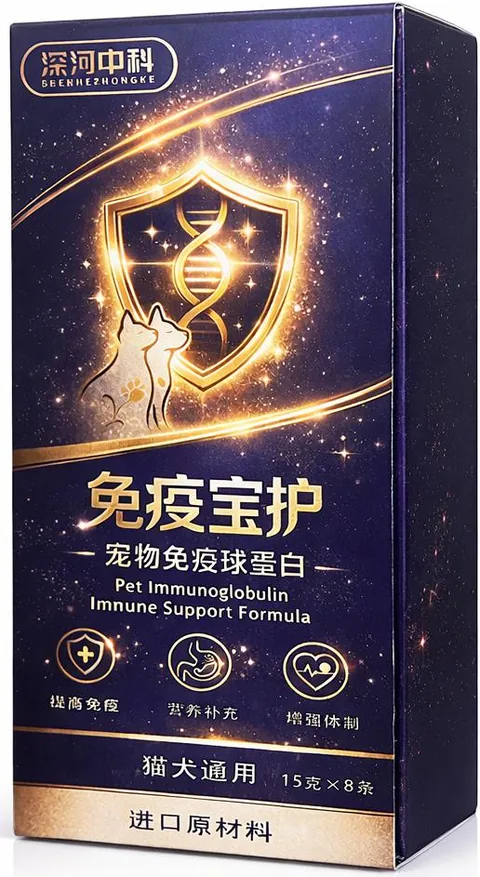 深河中科
SHENHEZHONGKE
免疫宝护
宠物免疫球蛋白
Pet Immunoglobulin
Imnune Support Formula
提高免疫
营养补充
增强体制
猫犬通用
15克×8条
进口原材料